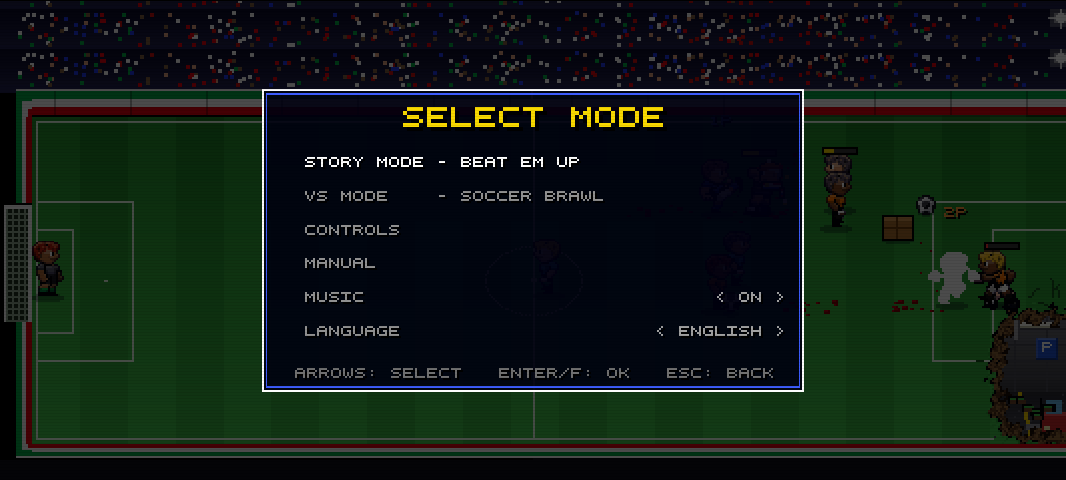 SELECT MODE
STORY MODE - BEAT EM UP
VS MODE - SOCCER BRAWL
CONTROLS
MANUAL
MUSIC < ON >
LANGUAGE < ENGLISH >
ARROWS: SELECT ENTER/F: OK ESC: BACK
2P
P